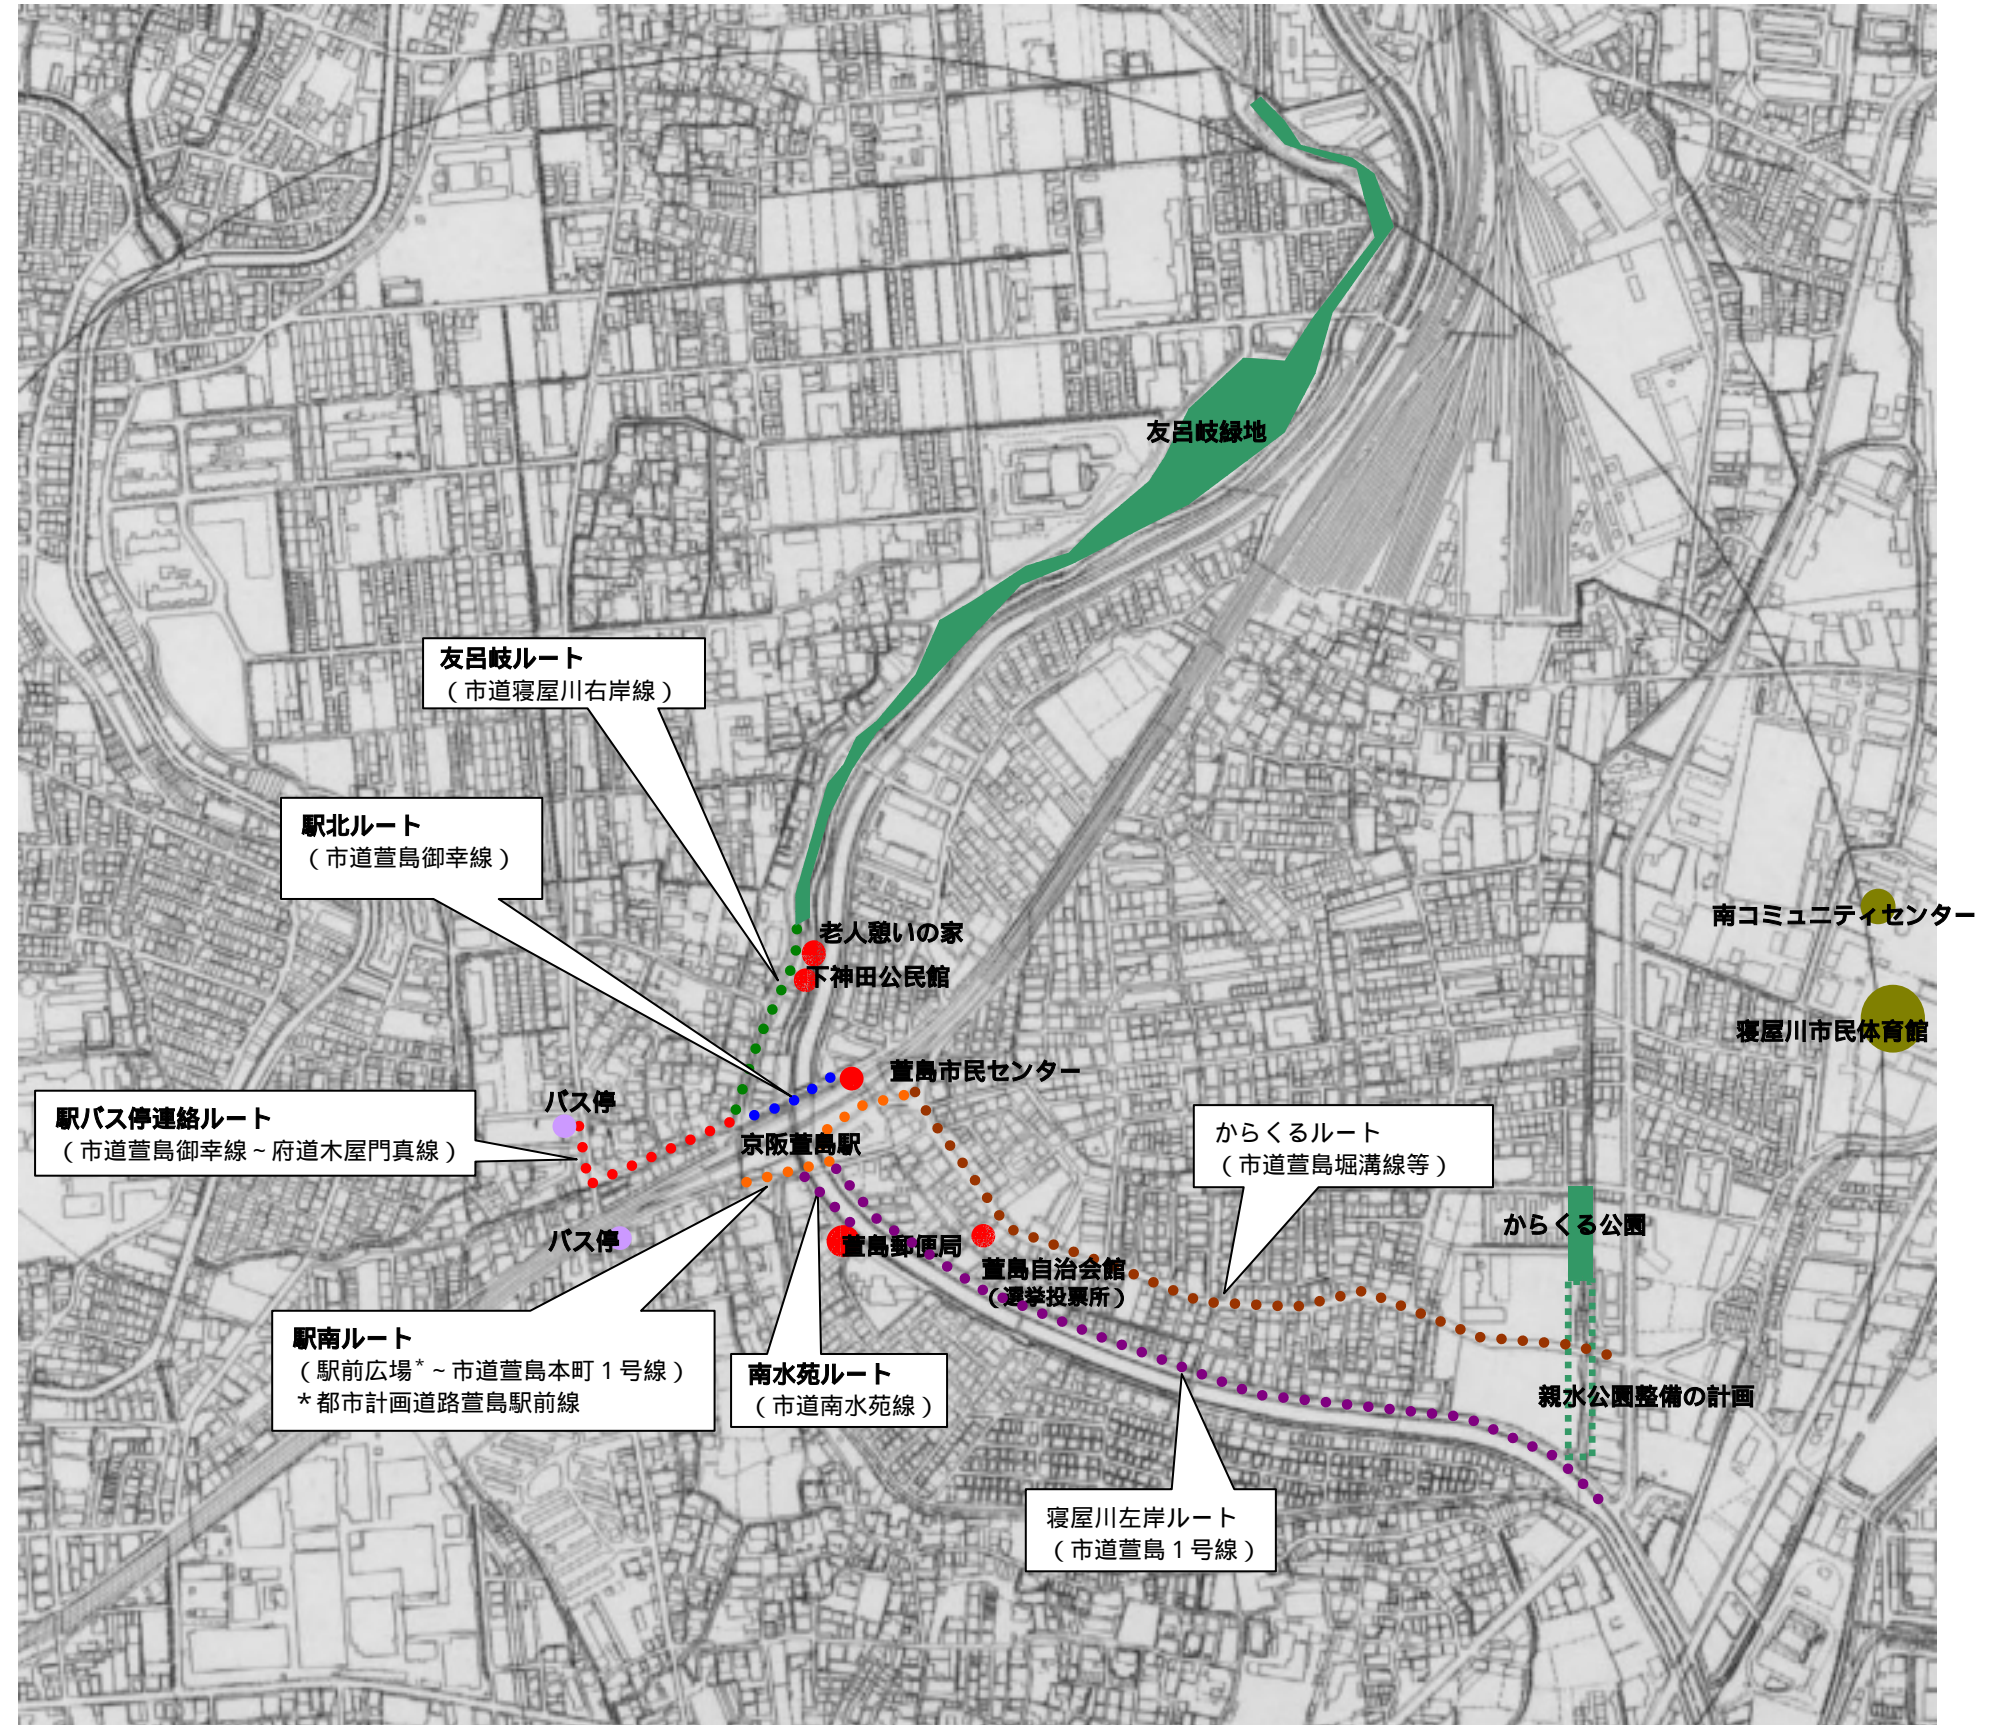 友呂岐緑地
友呂岐ルート
（市道寝屋川右岸線）
駅北ルート
（市道萱島御幸線）
老人憩いの家
下神田公民館
南コミュニティセンター
寝屋川市民体育館
萱島市民センター
バス停
駅バス停連絡ルート
（市道萱島御幸線～府道木屋門真線）
京阪萱島駅
からくるルート
（市道萱島堀溝線等）
からくる公園
バス停
萱島郵便局
萱島自治会館
（選挙投票所）
駅南ルート
（駅前広場*～市道萱島本町１号線）
*都市計画道路萱島駅前線
南水苑ルート
（市道南水苑線）
親水公園整備の計画
寝屋川左岸ルート
（市道萱島１号線）